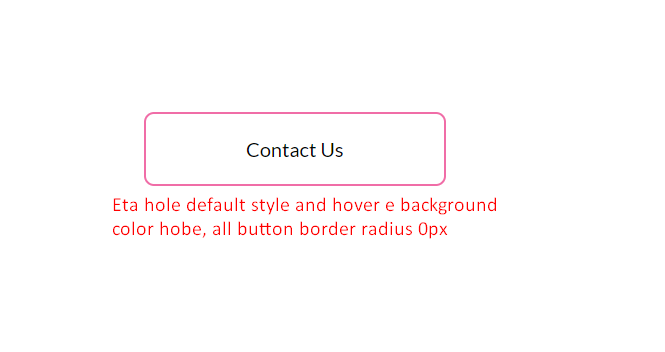 Contact Us
Eta hole default style and hover e background
color hobe, all button border radius 0px